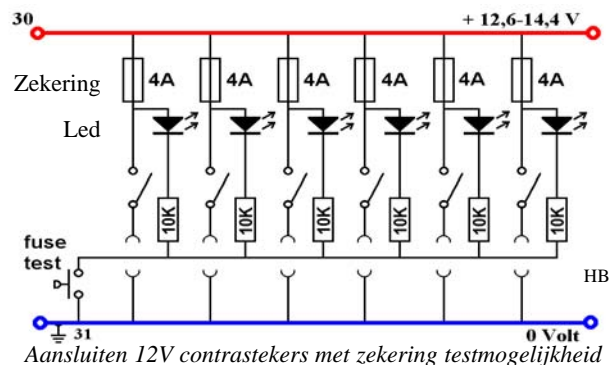 30 + 12,6-14,4 V
Zekering 4A 4A 4A 4A 4A 4A
Led
10K 10K 10K 10K 10K 10K
fuse
test
HB
31 0 Volt
Aansluiten 12V contrastekers met zekering testmogelijkheid